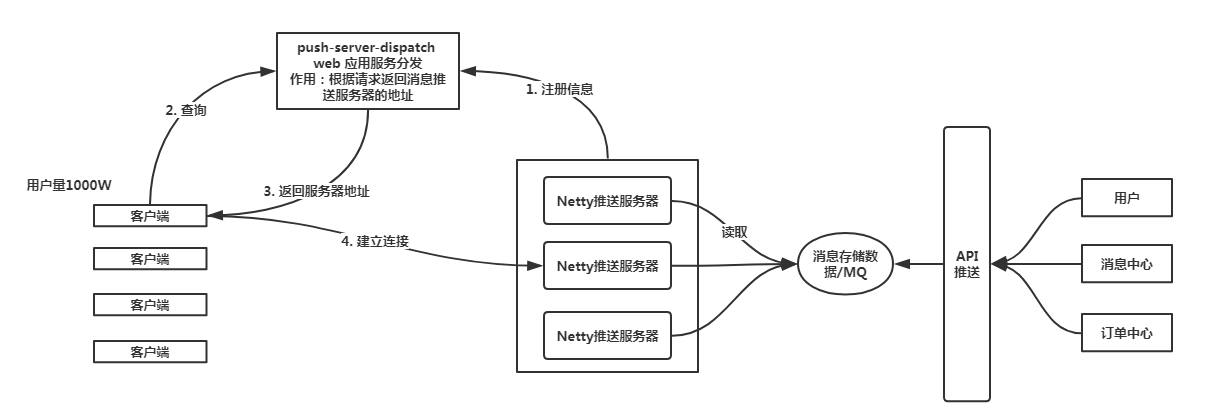 push-server-dispatch
web 应用服务分发
作用：根据请求返回消息推
送服务器的地址
1. 注册信息
2. 查询
用户量1000W
3. 返回服务器地址
客户端
4. 建立连接
客户端
客户端
客户端
Netty推送服务器
Netty推送服务器
Netty推送服务器
读取
消息存储数
据/MQ
API
推送
用户
消息中心
订单中心